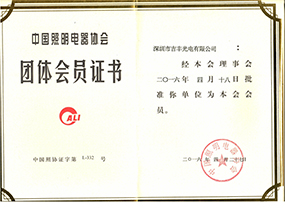 中国照明电器协会
团体会员证书
CALI
中国照协证字第 L-332 号
深圳市吉丰光电有限公司 :
经本会理事会
二〇一六年 四月 十八日批
准你单位为本会会
员。
二〇一六年 四月二十日